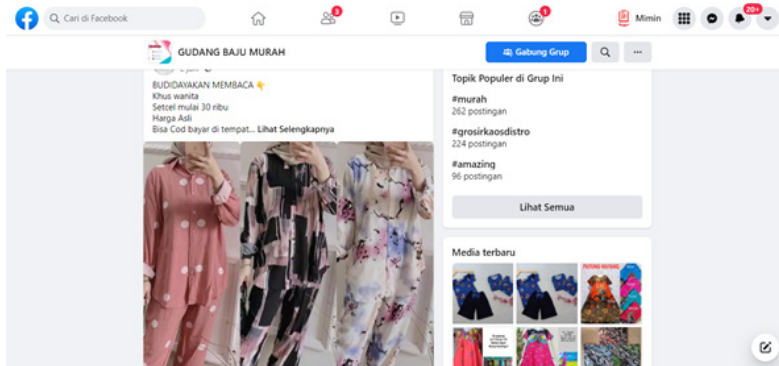 Cari di Facebook
3
Mimin
20+
GUDANG BAJU MURAH
Gabung Grup
BUDIDAYAKAN MEMBACA 👇
Khus wanita
Setcel mulai 30 ribu
Harga Asli
Bisa Cod bayar di tempat... Lihat Selengkapnya
Topik Populer di Grup Ini
#murah
262 postingan
#grosirkaosdistro
224 postingan
#amazing
96 postingan
Lihat Semua
Media terbaru